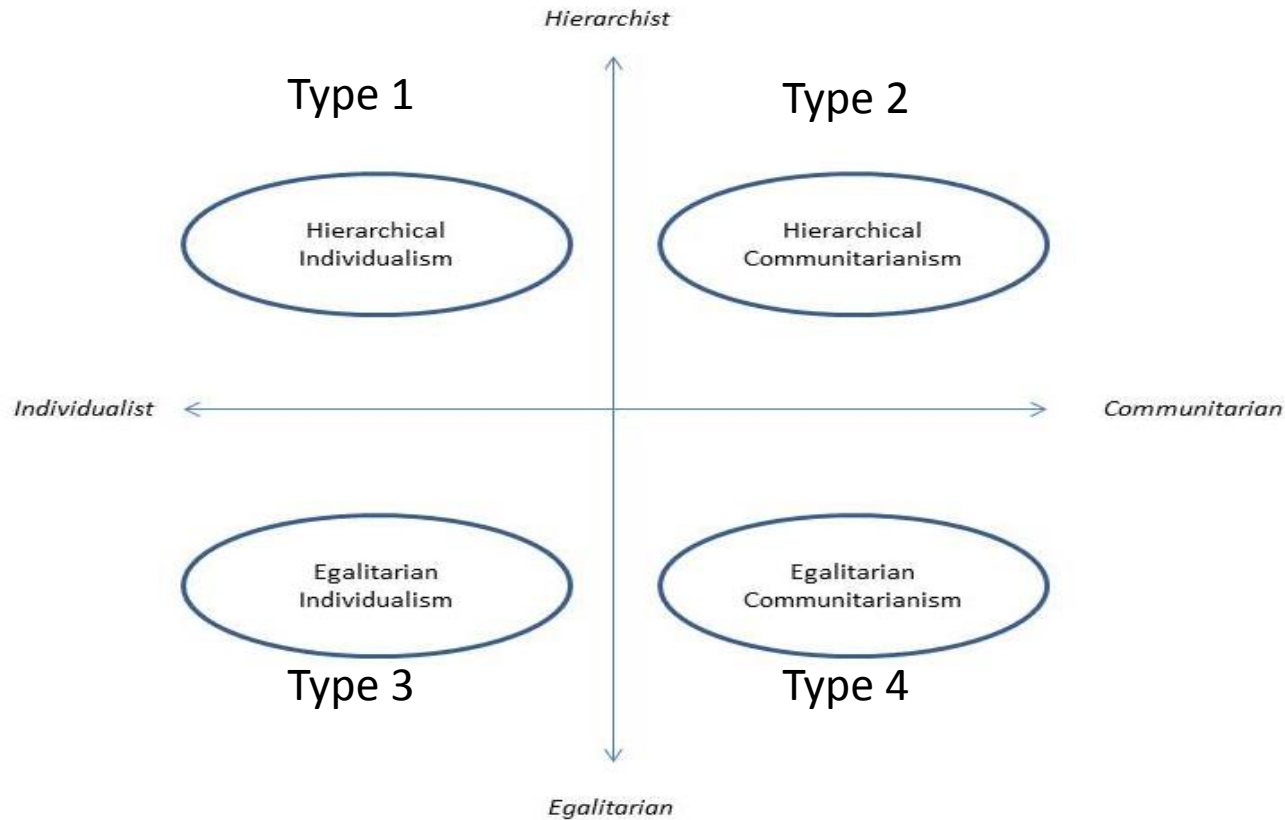 Hierarchist
Type 1
Type 2
Hierarchical
Individualism
Hierarchical
Communitarianism
Individualist
Communitarian
Egalitarian
Individualism
Egalitarian
Communitarianism
Type 3
Type 4
Egalitarian